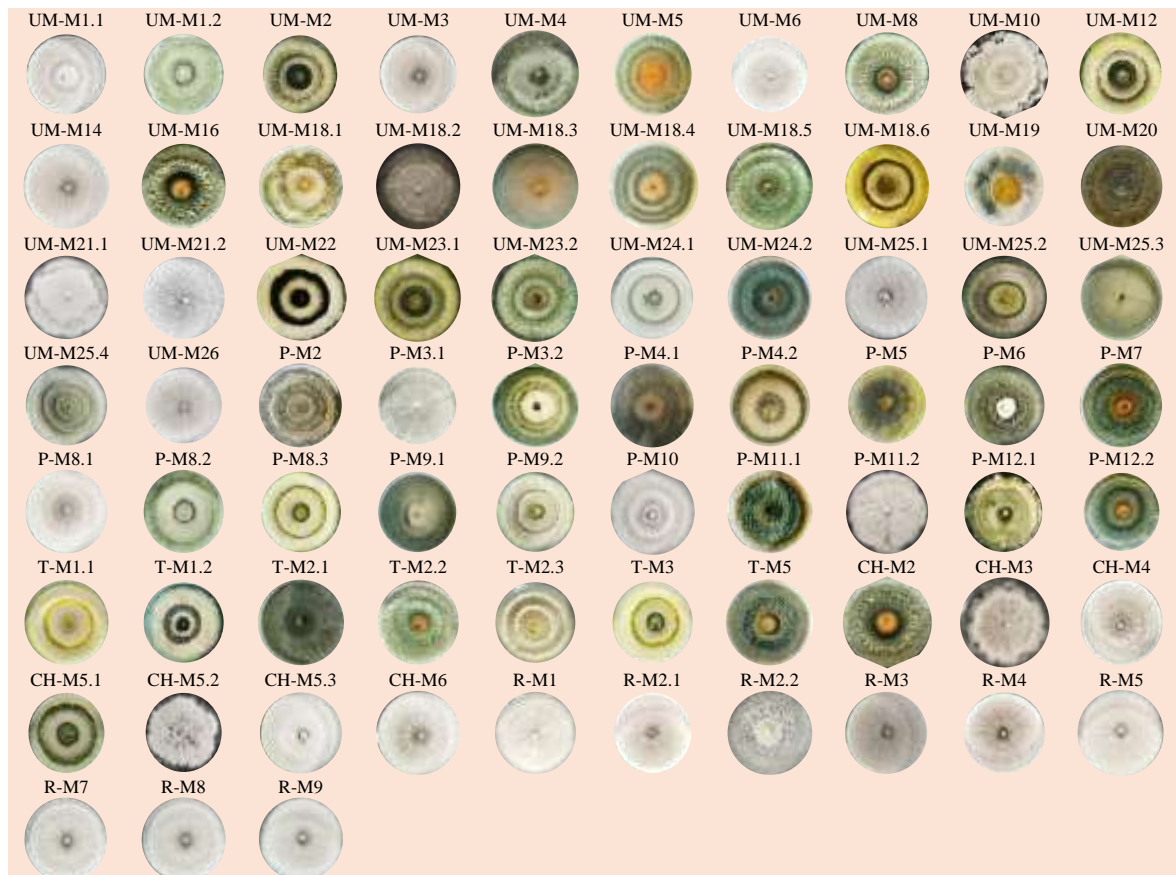 UM-M1.1 UM-M1.2 UM-M2 UM-M3 UM-M4 UM-M5 UM-M6 UM-M8 UM-M10 UM-M12
UM-M14 UM-M16 UM-M18.1 UM-M18.2 UM-M18.3 UM-M18.4 UM-M18.5 UM-M18.6 UM-M19 UM-M20
UM-M21.1 UM-M21.2 UM-M22 UM-M23.1 UM-M23.2 UM-M24.1 UM-M24.2 UM-M25.1 UM-M25.2 UM-M25.3
UM-M25.4 UM-M26 P-M2 P-M3.1 P-M3.2 P-M4.1 P-M4.2 P-M5 P-M6 P-M7
P-M8.1 P-M8.2 P-M8.3 P-M9.1 P-M9.2 P-M10 P-M11.1 P-M11.2 P-M12.1 P-M12.2
T-M1.1 T-M1.2 T-M2.1 T-M2.2 T-M2.3 T-M3 T-M5 CH-M2 CH-M3 CH-M4
CH-M5.1 CH-M5.2 CH-M5.3 CH-M6 R-M1 R-M2.1 R-M2.2 R-M3 R-M4 R-M5
R-M7 R-M8 R-M9